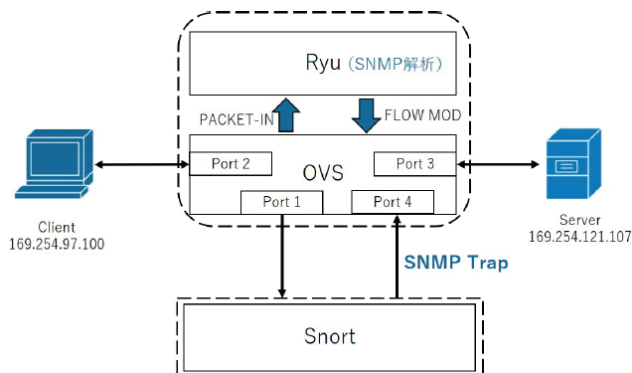 Ryu (SNMP解析)
PACKET-IN
FLOW MOD
Port 2
Port 3
OVS
Port 1
Port 4
Client
169.254.97.100
Server
169.254.121.107
SNMP Trap
Snort